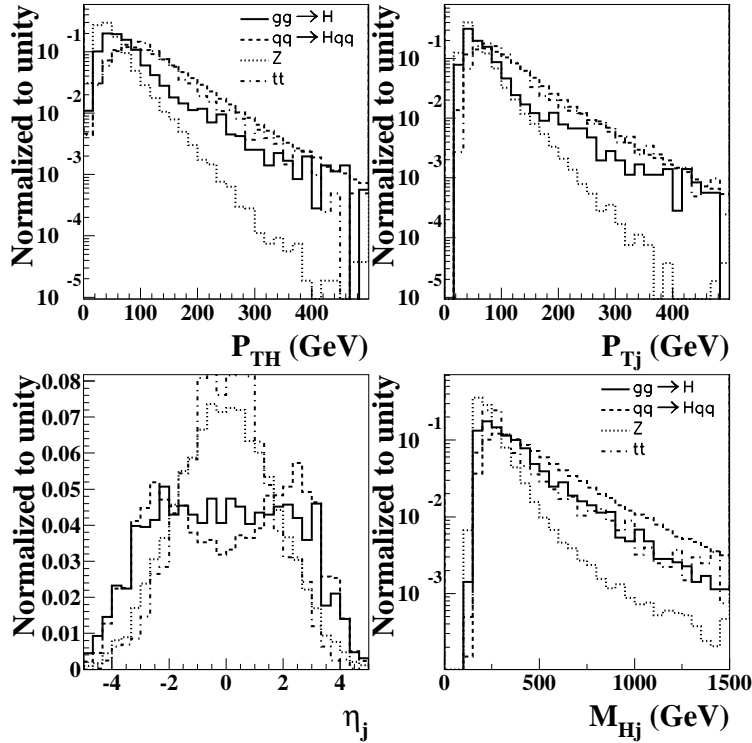 Normalized to unity
10 -1
10 -2
10 -3
10 -4
10 -5
gg→H
qq→Hqq
Z
tt
0 100 200 300 400
P_TH (GeV)
Normalized to unity
10 -1
10 -2
10 -3
10 -4
10 -5
0 100 200 300 400
P_Tj (GeV)
Normalized to unity
0.08
0.07
0.06
0.05
0.04
0.03
0.02
0.01
0
-4 -2 0 2 4
η_j
Normalized to unity
10 -1
10 -2
10 -3
gg→H
qq→Hqq
Z
tt
0 500 1000 1500
M_Hj (GeV)